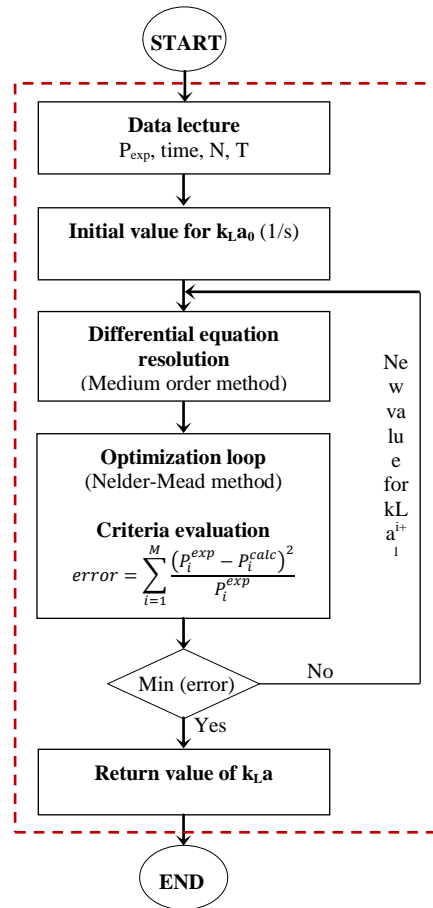 START
Data lecture
P_exp, time, N, T
Initial value for k_La_0 (1/s)
Differential equation
resolution
(Medium order method)
Ne
w
va
lu
e
for
kL
a^i+
1
Optimization loop
(Nelder-Mead method)
Criteria evaluation
error = \sum_{i=1}^{M} \frac{(P_i^{exp} - P_i^{calc})^2}{P_i^{exp}}
Min (error)
No
Yes
Return value of k_La
END